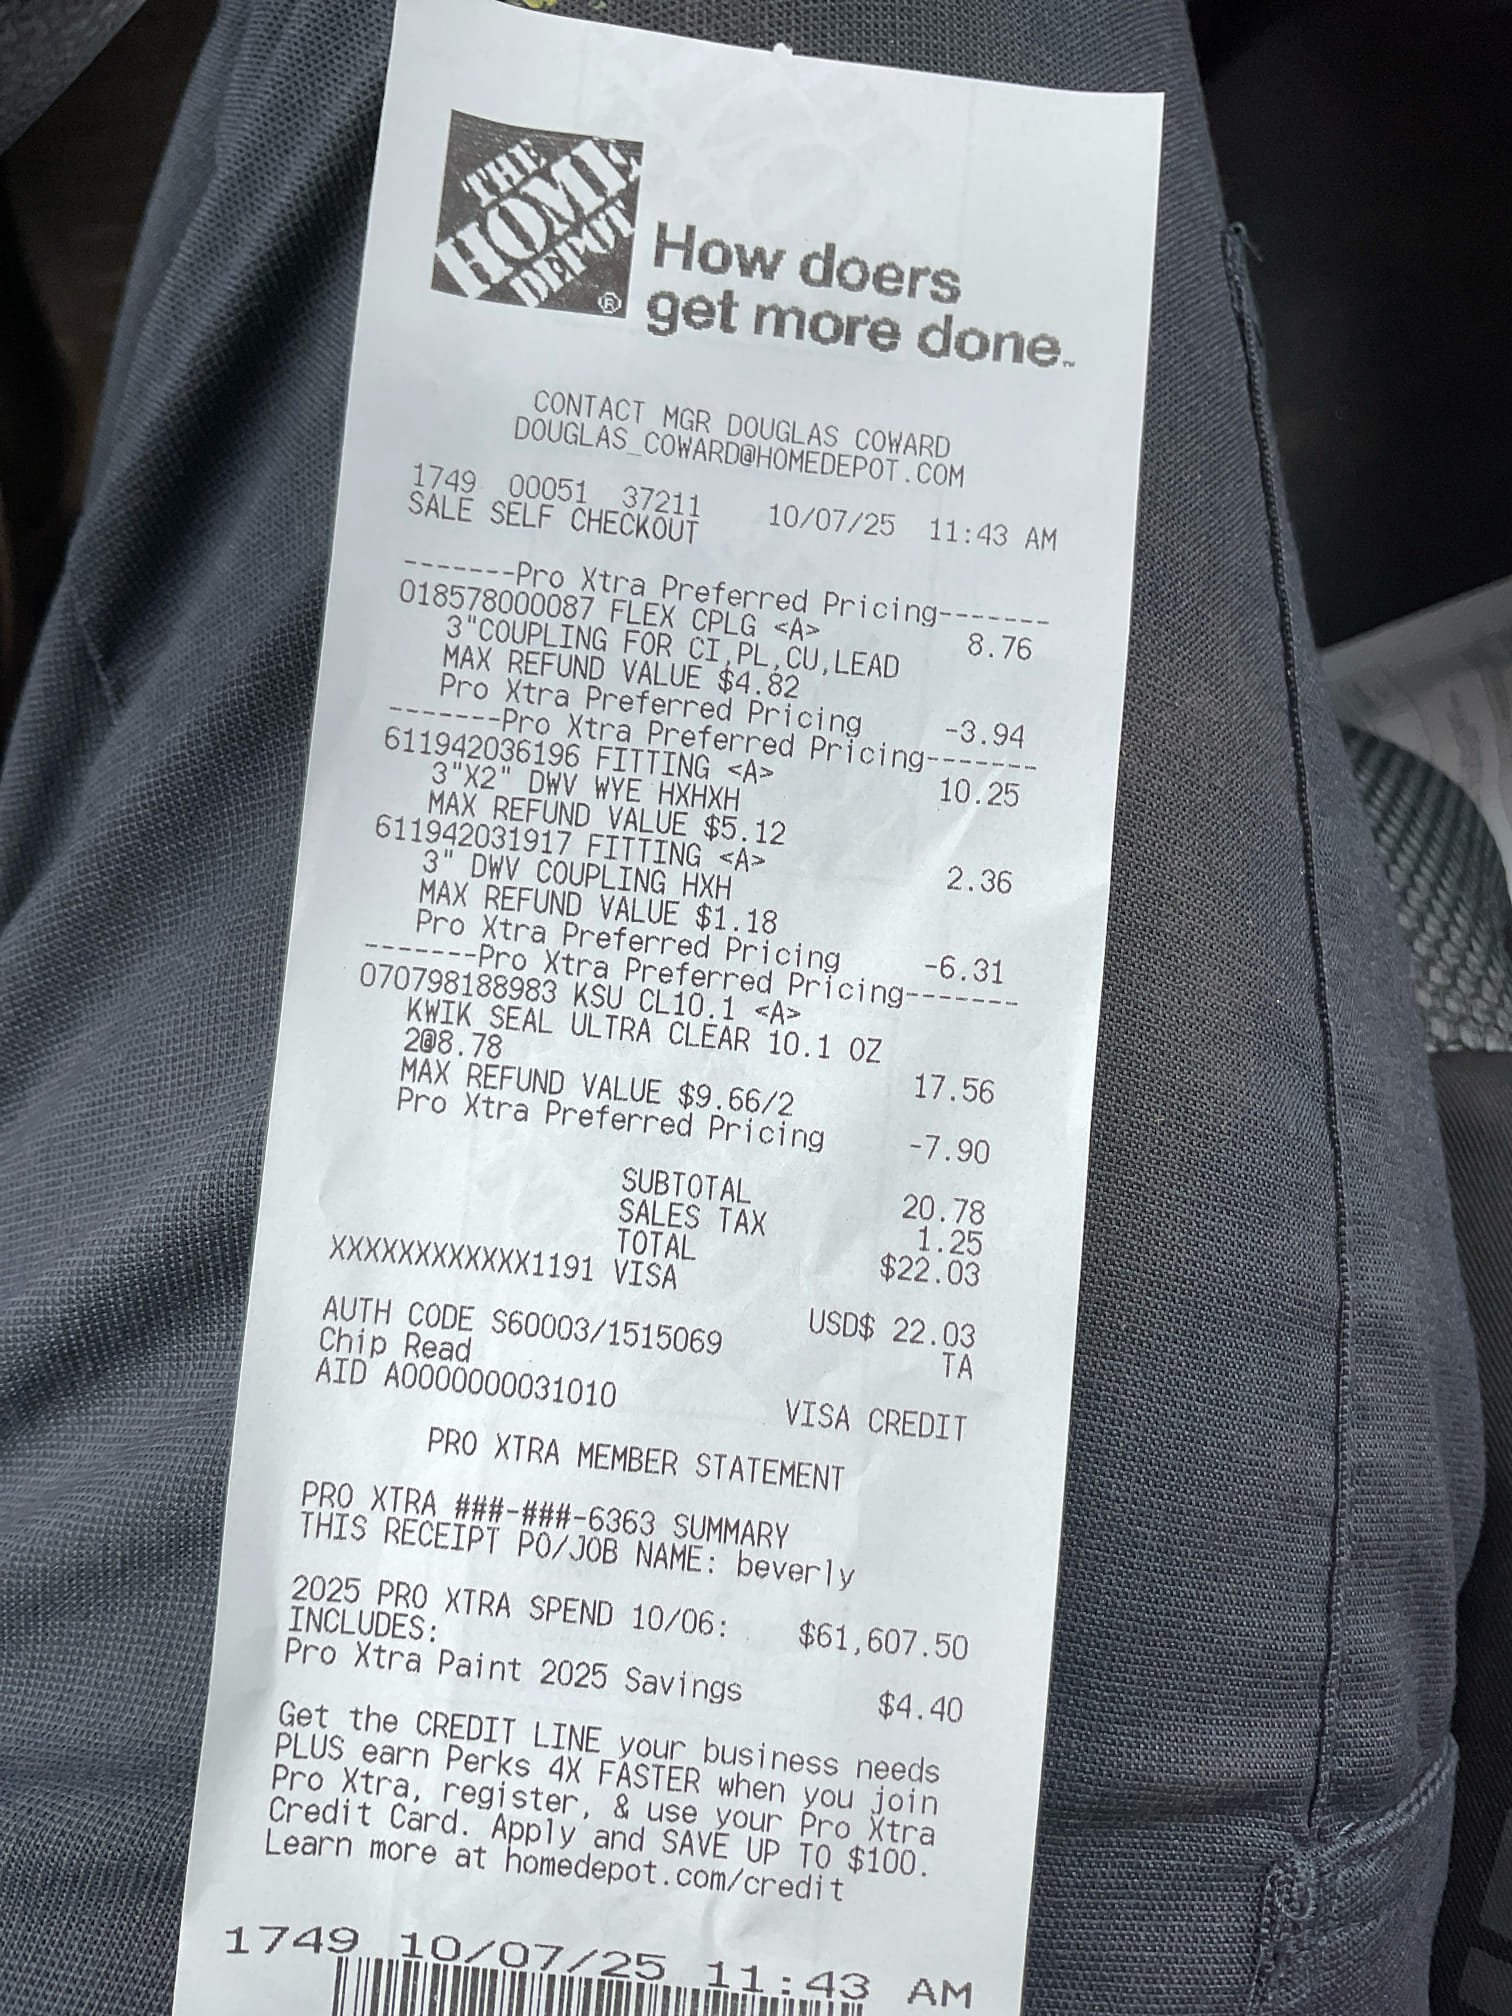 THE HOME DEPOT®
How doers
get more done.™
CONTACT MGR DOUGLAS COWARD
DOUGLAS_COWARD@HOMEDEPOT.COM
1749 00051 37211 10/07/25 11:43 AM
SALE SELF CHECKOUT
-------Pro Xtra Preferred Pricing-------
018578000087 FLEX CPLG <A> 8.76
3"COUPLING FOR CI,PL,CU,LEAD
MAX REFUND VALUE $4.82
Pro Xtra Preferred Pricing -3.94
-------Pro Xtra Preferred Pricing-------
611942036196 FITTING <A> 10.25
3"X2" DWV WYE HXHXH
MAX REFUND VALUE $5.12
611942031917 FITTING <A> 2.36
3" DWV COUPLING HXH
MAX REFUND VALUE $1.18
Pro Xtra Preferred Pricing -6.31
-------Pro Xtra Preferred Pricing-------
070798188983 KSU CL10.1 <A>
KWIK SEAL ULTRA CLEAR 10.1 OZ
2@8.78 17.56
MAX REFUND VALUE $9.66/2
Pro Xtra Preferred Pricing -7.90
SUBTOTAL 20.78
SALES TAX 1.25
TOTAL $22.03
XXXXXXXXXXXX1191 VISA
USD$ 22.03
AUTH CODE S60003/1515069 TA
Chip Read
AID A0000000031010 VISA CREDIT
PRO XTRA MEMBER STATEMENT
PRO XTRA ###-###-6363 SUMMARY
THIS RECEIPT PO/JOB NAME: beverly
2025 PRO XTRA SPEND 10/06: $61,607.50
INCLUDES:
Pro Xtra Paint 2025 Savings $4.40
Get the CREDIT LINE your business needs
PLUS earn Perks 4X FASTER when you join
Pro Xtra, register, & use your Pro Xtra
Credit Card. Apply and SAVE UP TO $100.
Learn more at homedepot.com/credit
1749 10/07/25 11:43 AM